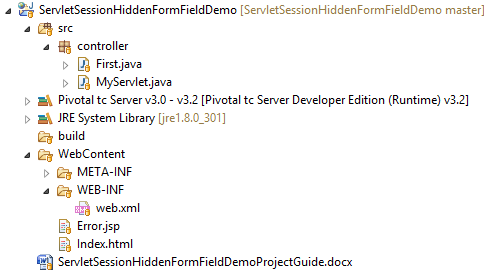 ServletSessionHiddenFormFieldDemo [ServletSessionHiddenFormFieldDemo master]
src
controller
First.java
MyServlet.java
Pivotal tc Server v3.0 - v3.2 [Pivotal tc Server Developer Edition (Runtime) v3.2]
JRE System Library [jre1.8.0_301]
build
WebContent
META-INF
WEB-INF
web.xml
Error.jsp
Index.html
ServletSessionHiddenFormFieldDemoProjectGuide.docx